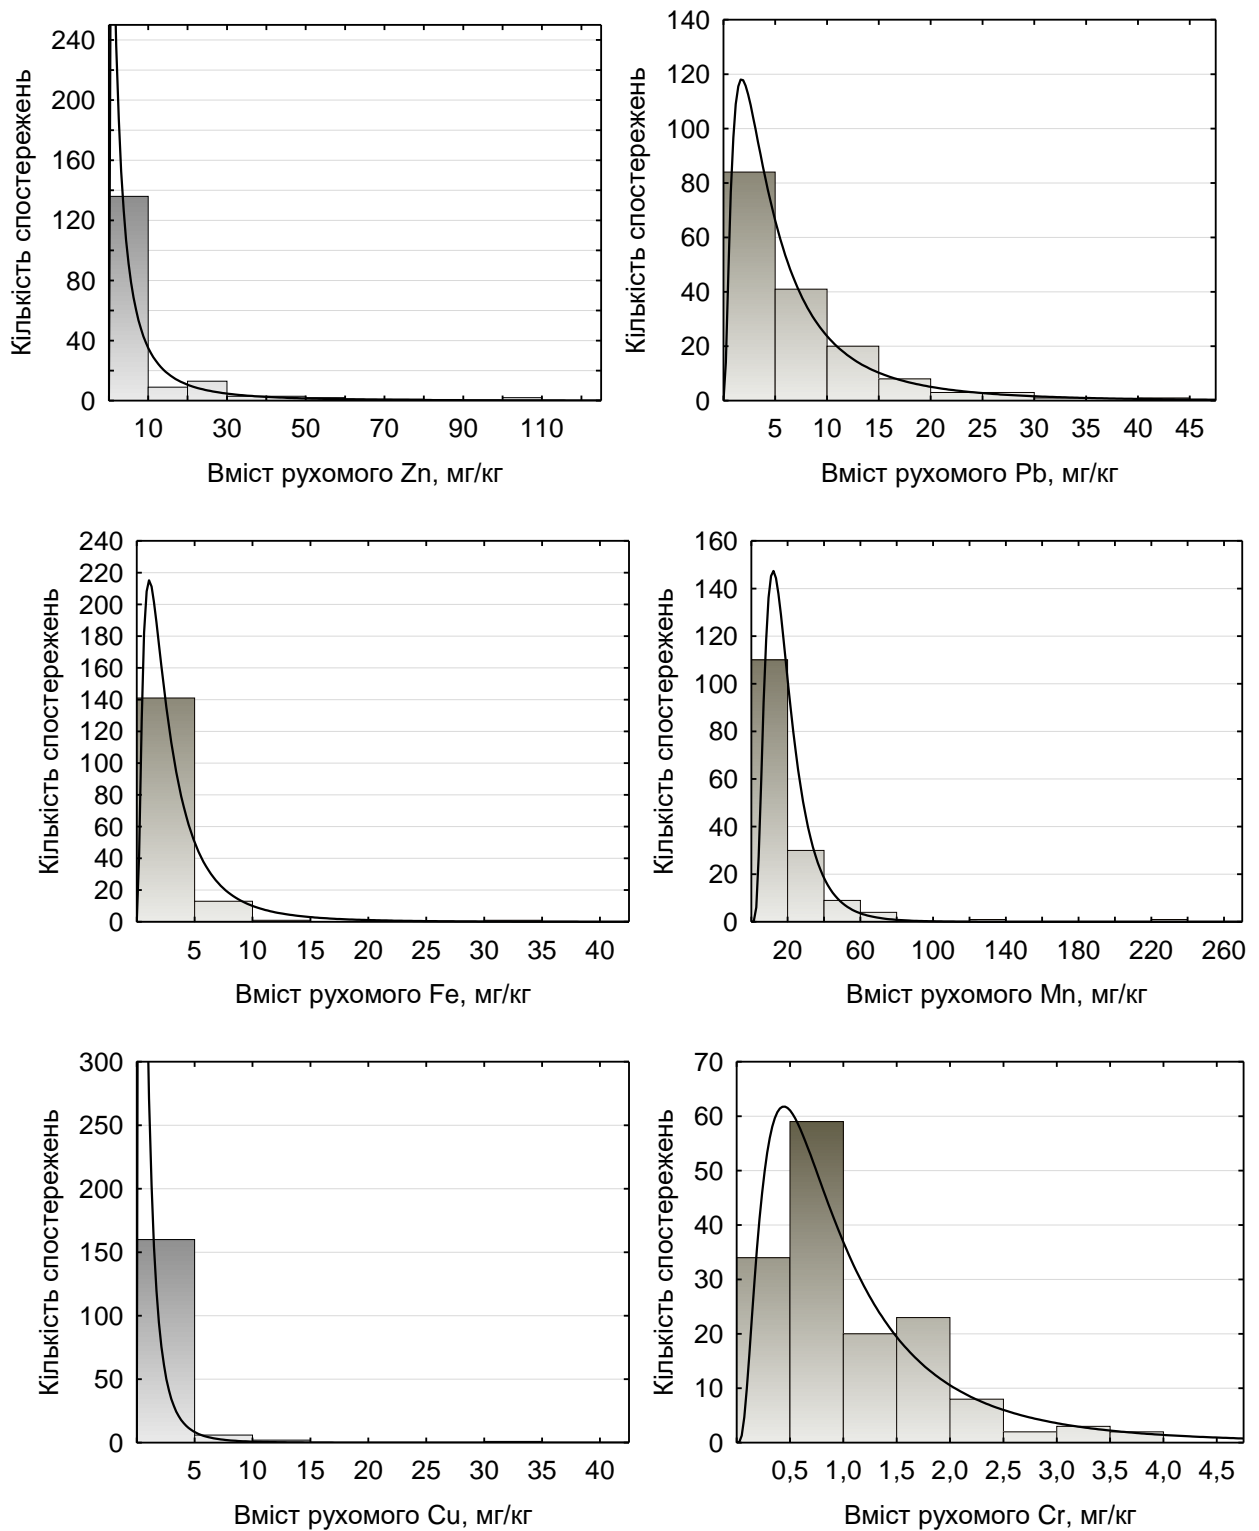 Кількість спостережень
240
200
160
120
80
40
0
10 30 50 70 90 110
Вміст рухомого Zn, мг/кг
Кількість спостережень
140
120
100
80
60
40
20
0
5 10 15 20 25 30 35 40 45
Вміст рухомого Pb, мг/кг
Кількість спостережень
240
220
200
180
160
140
120
100
80
60
40
20
0
5 10 15 20 25 30 35 40
Вміст рухомого Fe, мг/кг
Кількість спостережень
160
140
120
100
80
60
40
20
0
20 60 100 140 180 220 260
Вміст рухомого Mn, мг/кг
Кількість спостережень
300
250
200
150
100
50
0
5 10 15 20 25 30 35 40
Вміст рухомого Cu, мг/кг
Кількість спостережень
70
60
50
40
30
20
10
0
0,5 1,0 1,5 2,0 2,5 3,0 3,5 4,0 4,5
Вміст рухомого Cr, мг/кг